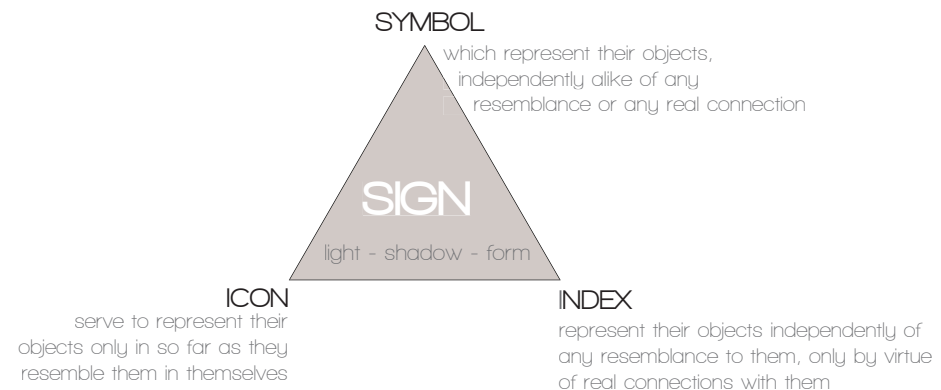 SYMBOL
which represent their objects,
independently alike of any
resemblance or any real connection
SIGN
light - shadow - form
ICON
serve to represent their
objects only in so far as they
resemble them in themselves
INDEX
represent their objects independently of
any resemblance to them, only by virtue
of real connections with them